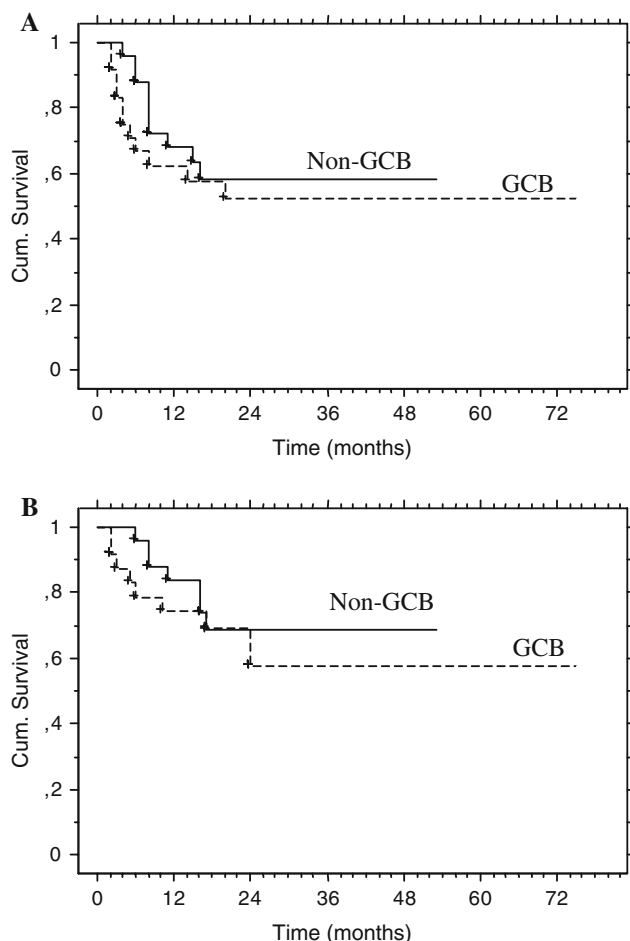 A
1
,8
,6
,4
,2
0
Cum. Survival
Non-GCB
GCB
0 12 24 36 48 60 72
Time (months)
B
1
,8
,6
,4
,2
0
Cum. Survival
Non-GCB
GCB
0 12 24 36 48 60 72
Time (months)